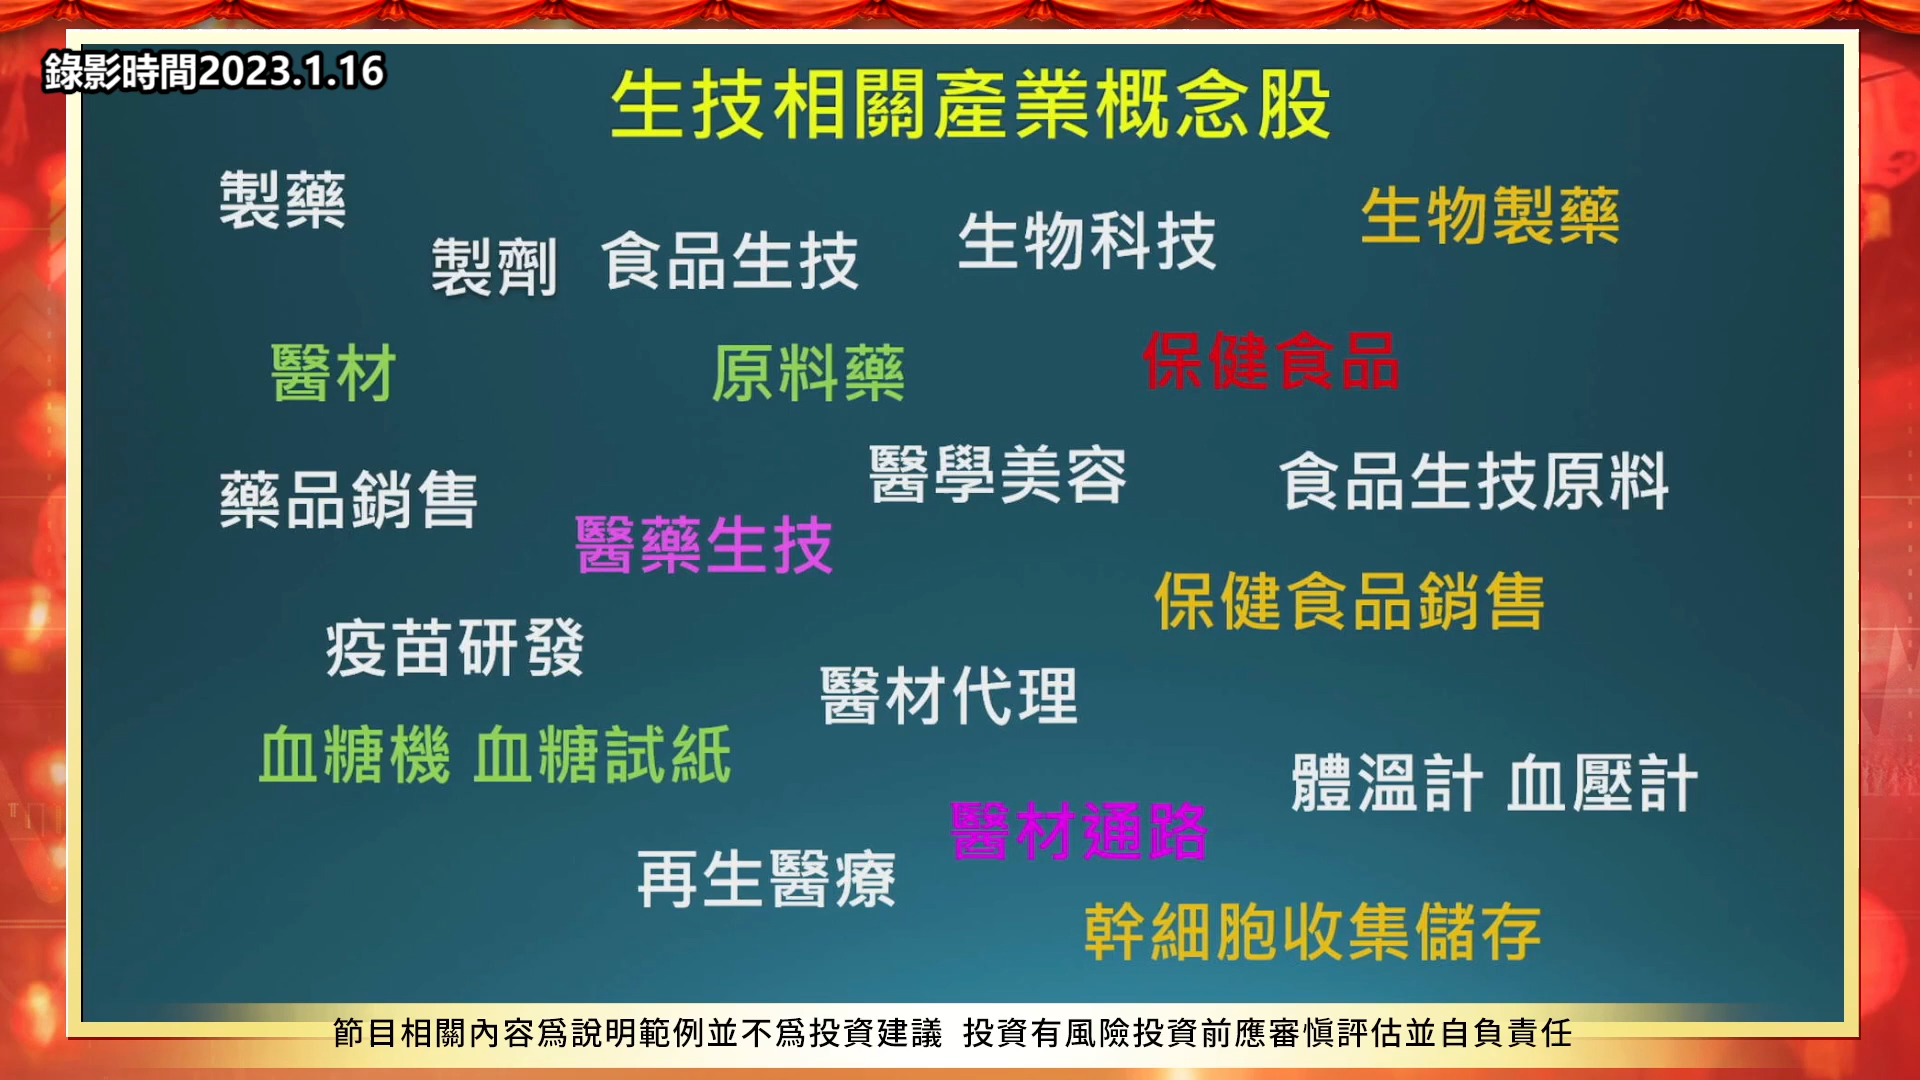 錄影時間2023.1.16
生技相關產業概念股
製藥
製劑
食品生技
生物科技
生物製藥
醫材
原料藥
保健食品
藥品銷售
醫藥生技
醫學美容
食品生技原料
保健食品銷售
疫苗研發
醫材代理
血糖機 血糖試紙
體溫計 血壓計
醫材通路
再生醫療
幹細胞收集儲存
節目相關內容為說明範例並不為投資建議 投資有風險投資前應審慎評估並自負責任